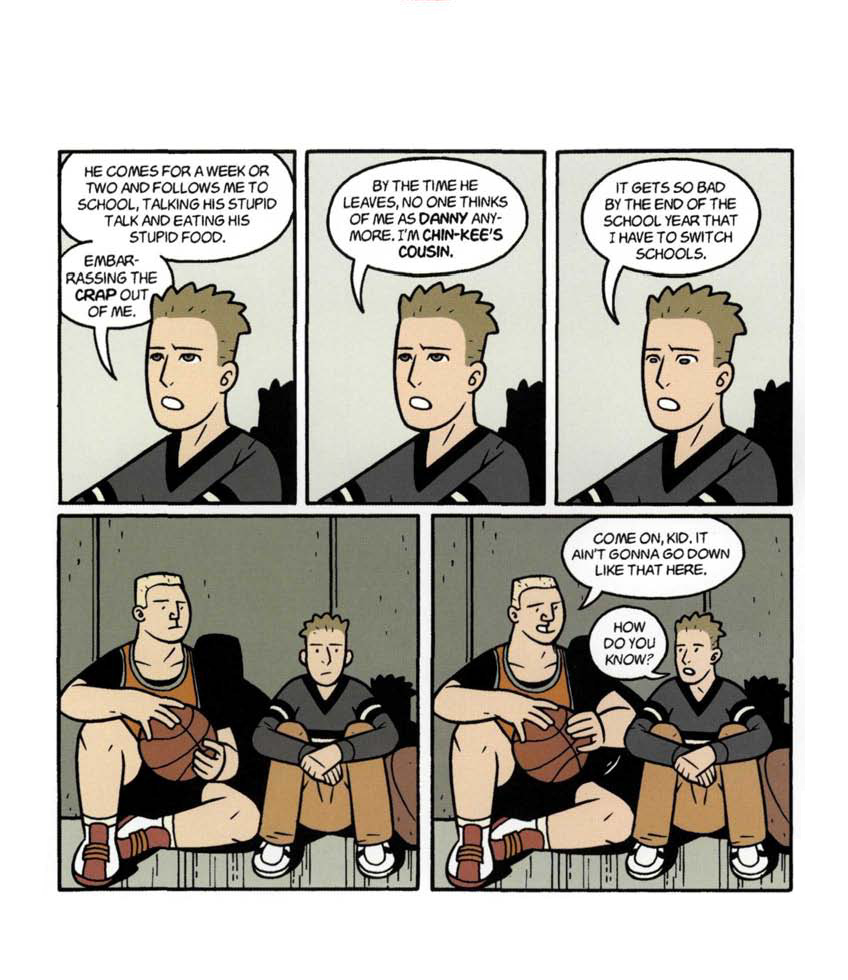 HE COMES FOR A WEEK OR
TWO AND FOLLOWS ME TO
SCHOOL, TALKING HIS STUPID
TALK AND EATING HIS
STUPID FOOD.
EMBAR-
RASSING THE
CRAP OUT
OF ME.
BY THE TIME HE
LEAVES, NO ONE THINKS
OF ME AS DANNY ANY-
MORE. I'M CHIN-KEE'S
COUSIN.
IT GETS SO BAD
BY THE END OF THE
SCHOOL YEAR THAT
I HAVE TO SWITCH
SCHOOLS.
COME ON, KID. IT
AIN'T GONNA GO DOWN
LIKE THAT HERE.
HOW
DO YOU
KNOW?